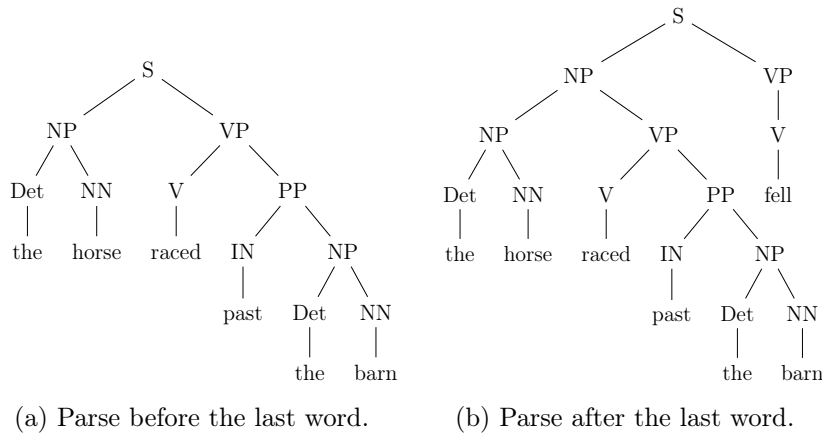 S
NP VP
Det NN V PP
the horse raced IN NP
past Det NN
the barn
(a) Parse before the last word.
S
NP VP
NP VP V
Det NN V PP fell
the horse raced IN NP
past Det NN
the barn
(b) Parse after the last word.